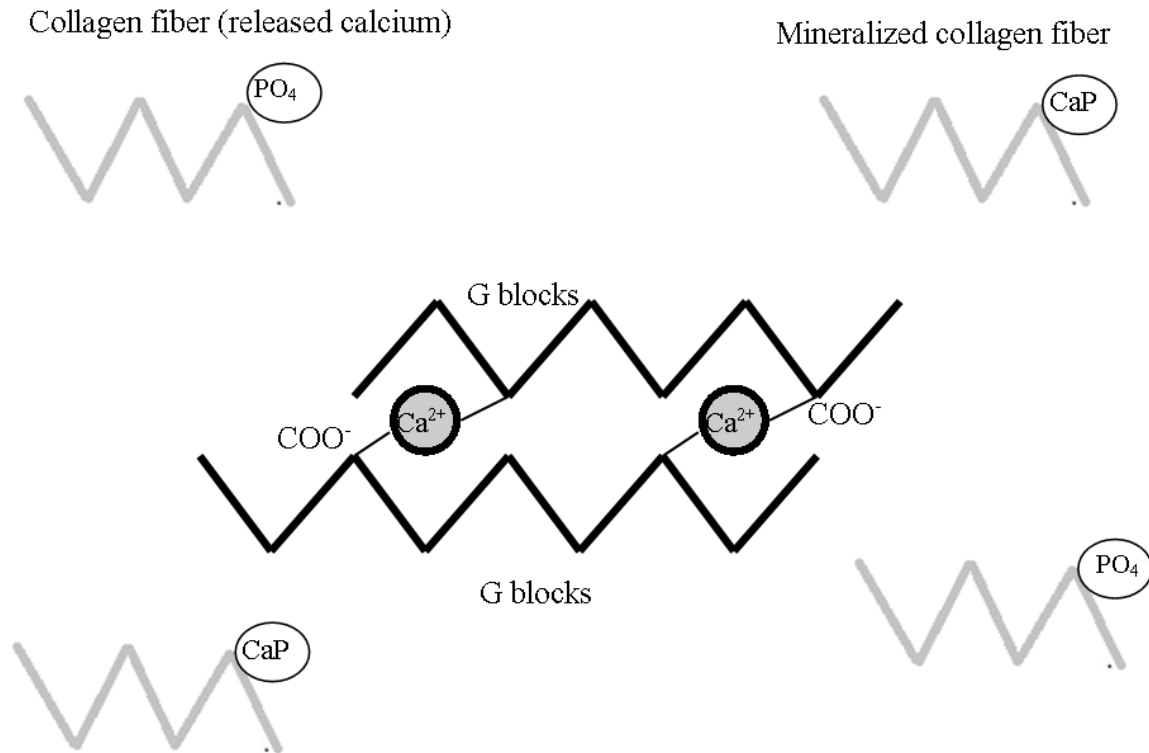 Collagen fiber (released calcium)
Mineralized collagen fiber
PO₄
CaP
G blocks
Ca²⁺
Ca²⁺
COO⁻
COO⁻
G blocks
PO₄
CaP